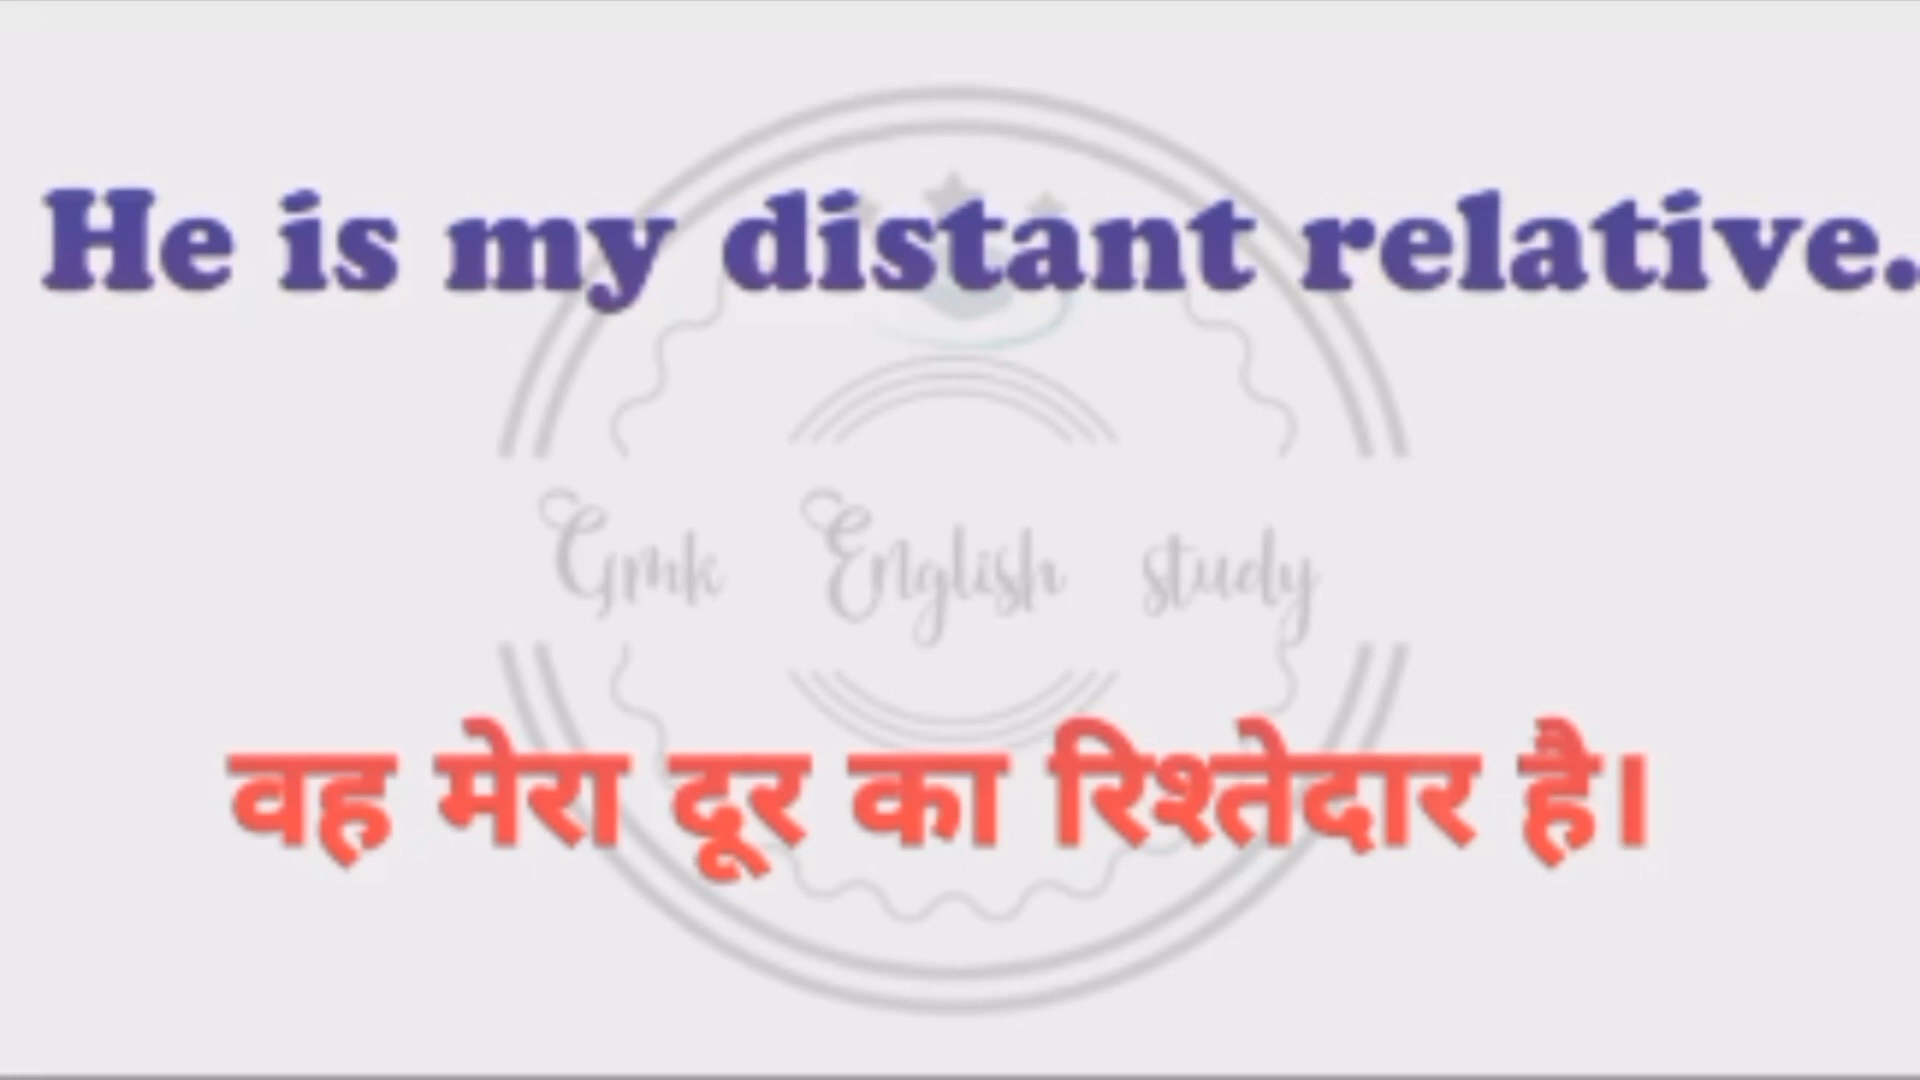 He is my distant relative.
Gmk English study
वह मेरा दूर का रिश्तेदार है।